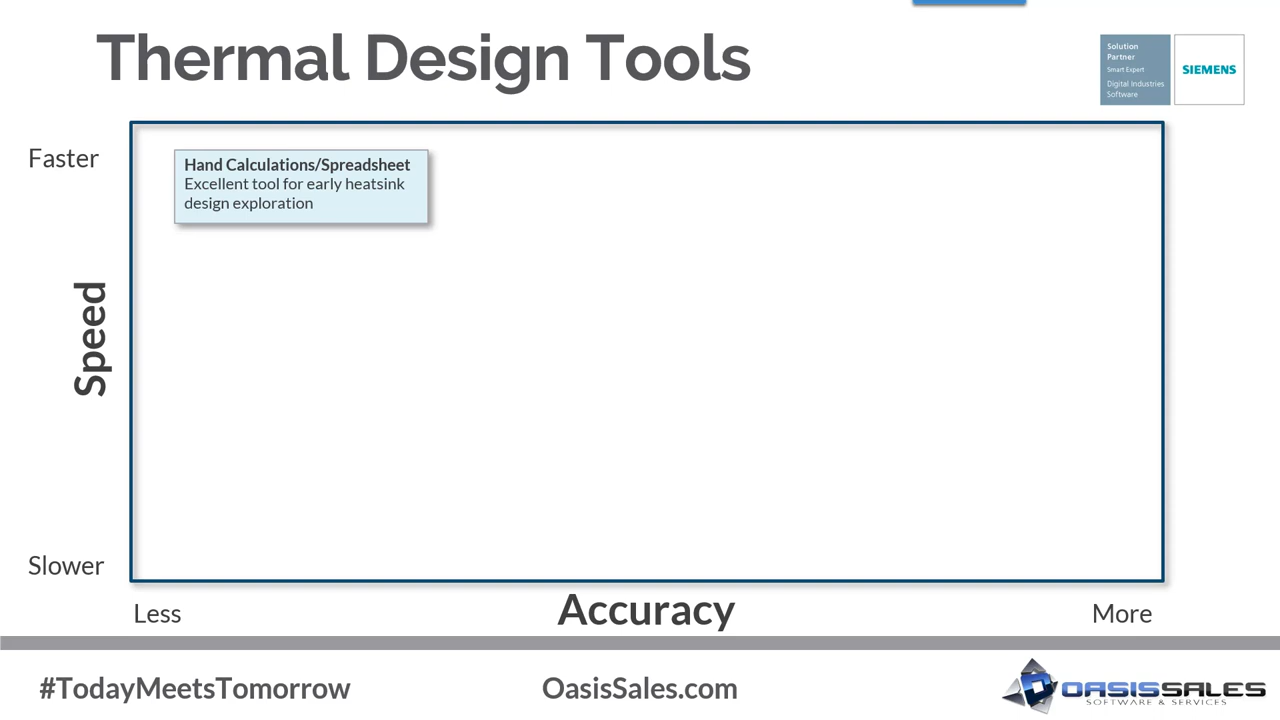 Thermal Design Tools
Solution
Partner
Smart Expert
Digital Industries
Software
SIEMENS
Faster
Hand Calculations/Spreadsheet
Excellent tool for early heatsink
design exploration
Speed
Slower
Less
Accuracy
More
#TodayMeetsTomorrow
OasisSales.com
OASISSALES
SOFTWARE & SERVICES